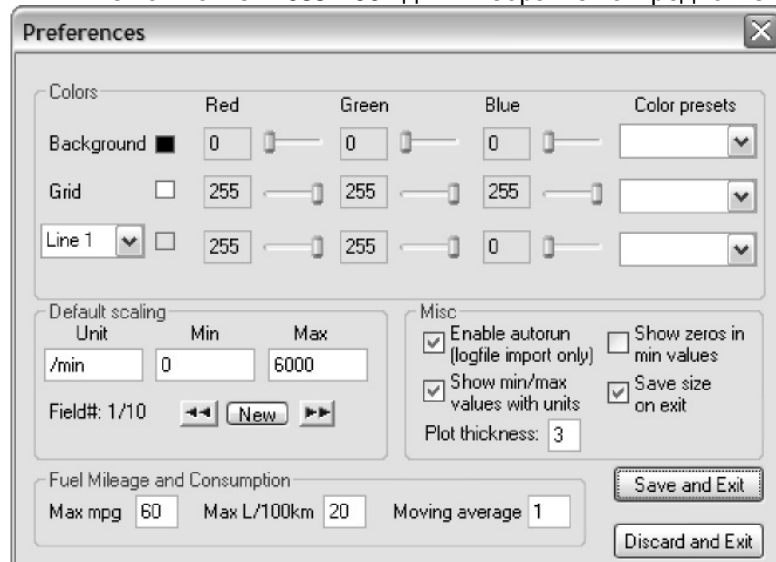 Preferences
Colors
Red Green Blue Color presets
Background 0 0 0
Grid 255 255 255
Line 1 255 255 0
Default scaling
Unit Min Max
/min 0 6000
Field#: 1/10 New
Misc
Enable autorun
(logfile import only)
Show zeros in
min values
Show min/max
values with units
Save size
on exit
Plot thickness: 3
Fuel Mileage and Consumption
Max mpg 60 Max L/100km 20 Moving average 1
Save and Exit
Discard and Exit